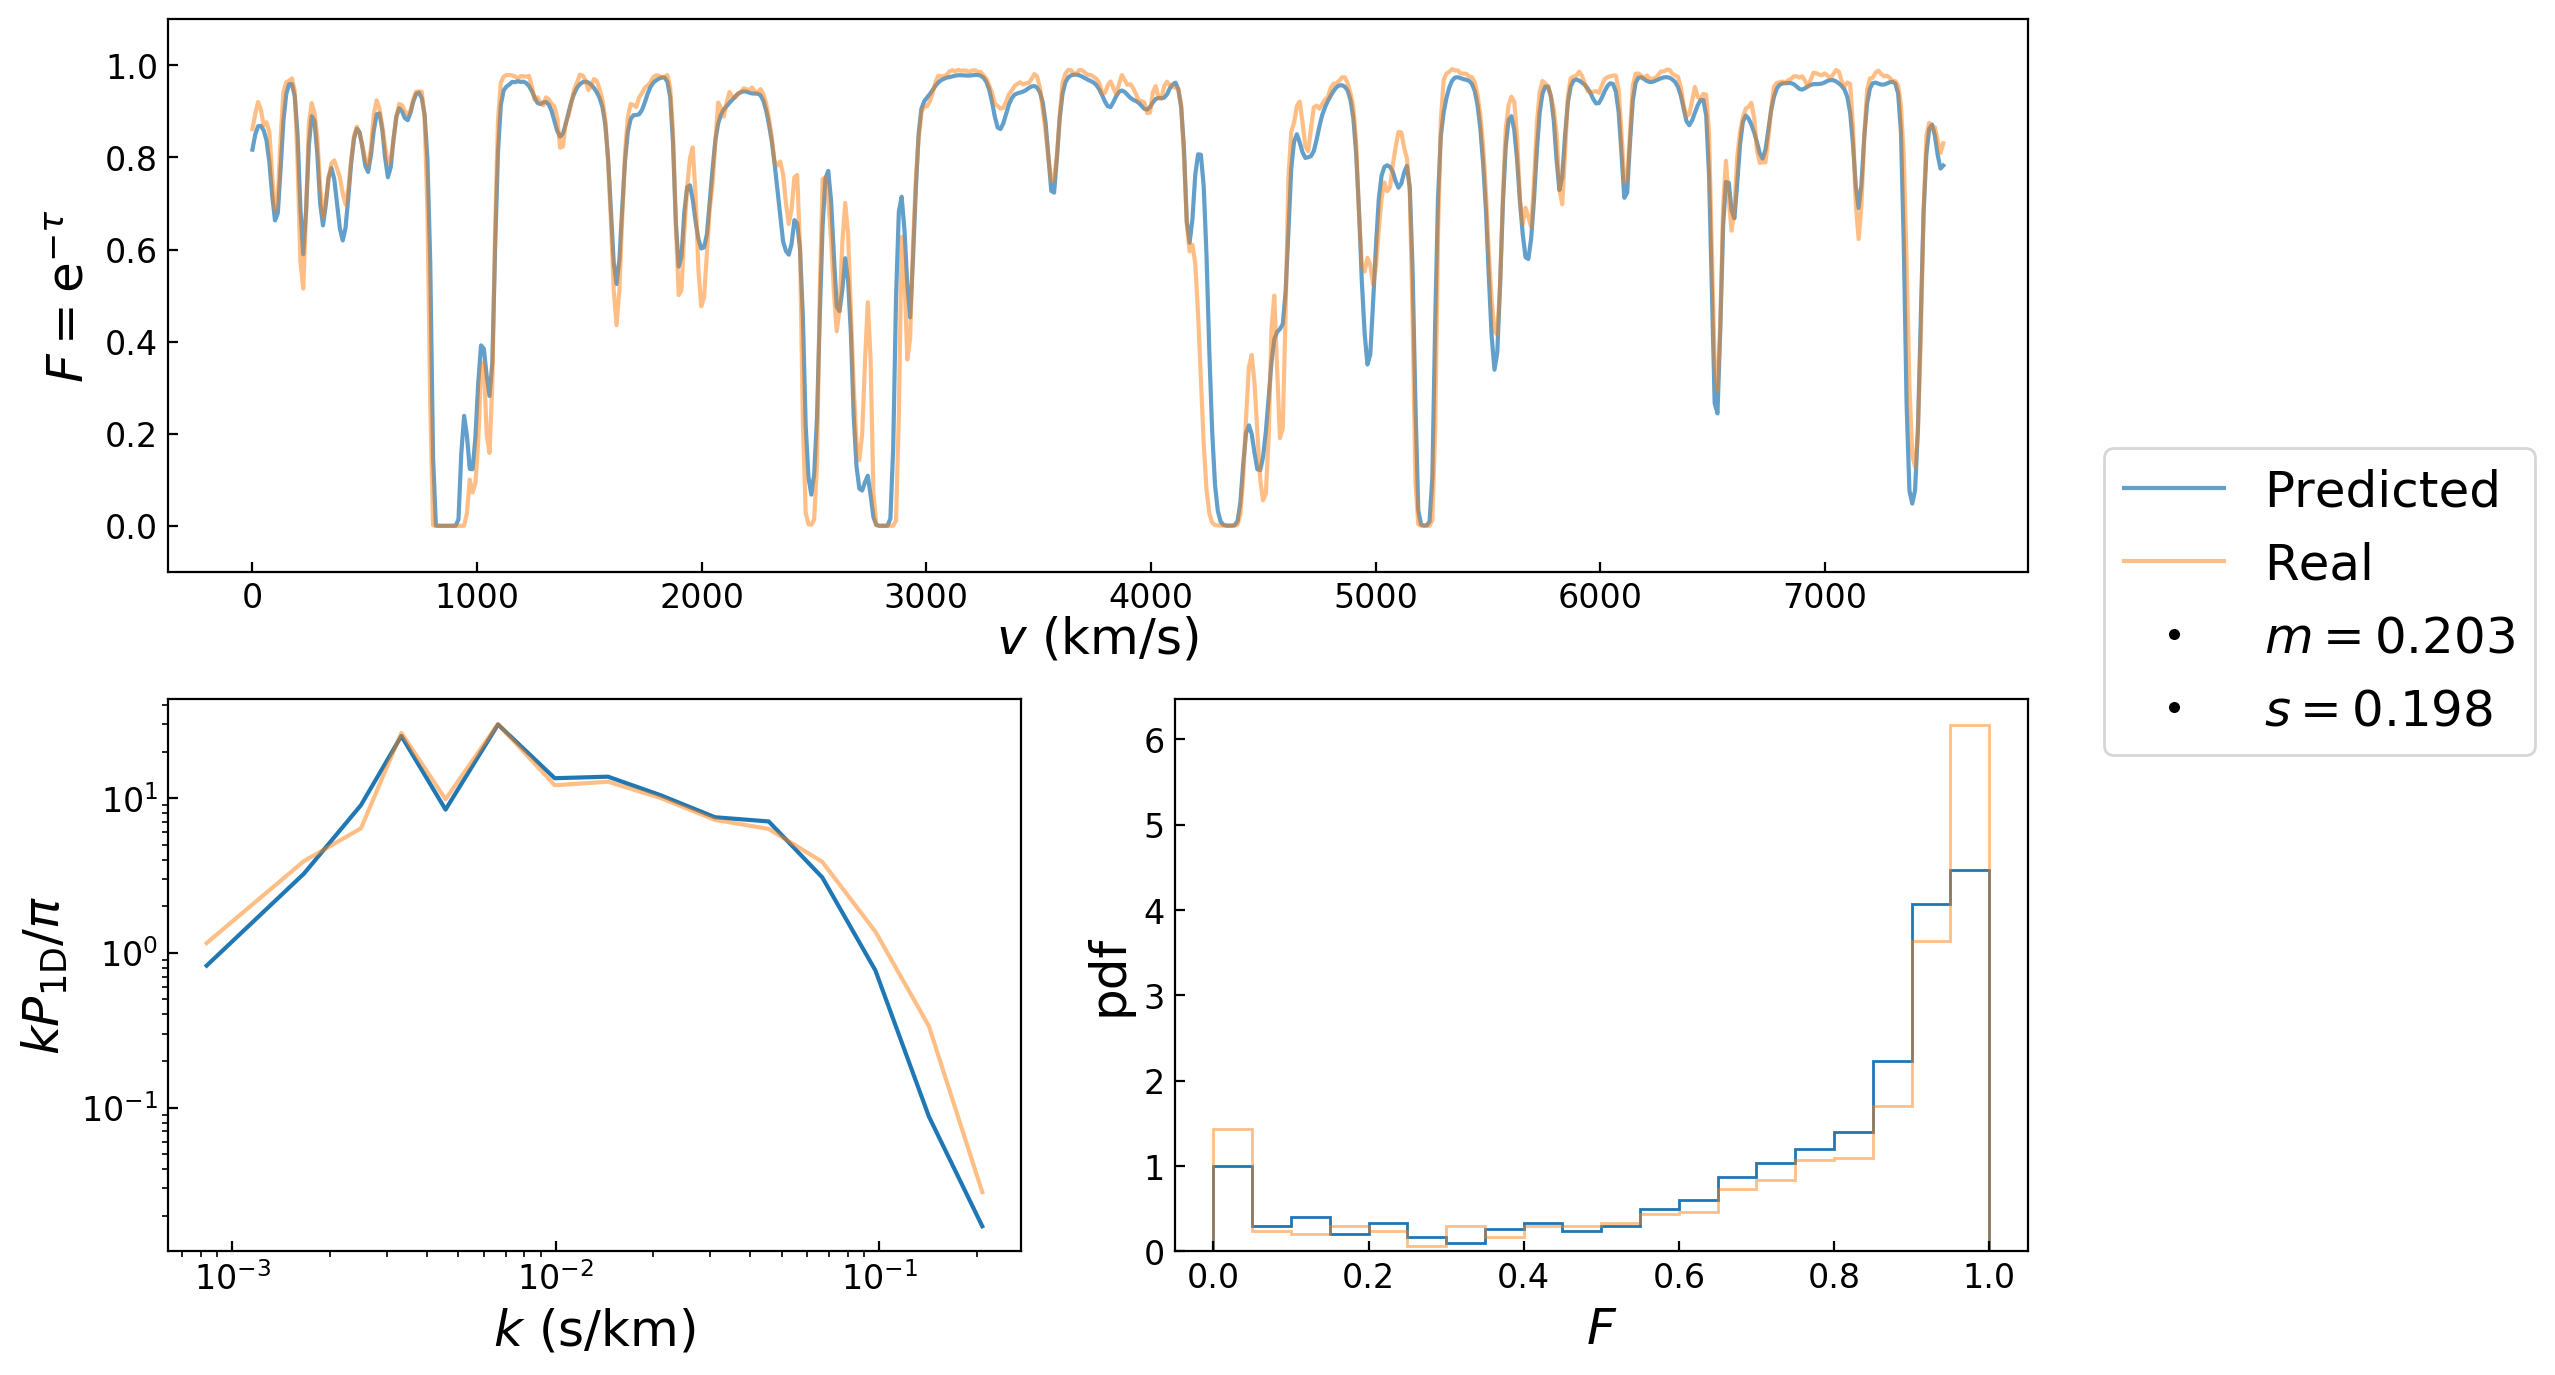 1.0
0.8
0.6
0.4
0.2
0.0
F = e^{-τ}
0 1000 2000 3000 4000 5000 6000 7000
v (km/s)
Predicted
Real
m = 0.203
s = 0.198
10^1
10^0
10^{-1}
kP_{1D}/π
10^{-3} 10^{-2} 10^{-1}
k (s/km)
6
5
4
3
2
1
0
pdf
0.0 0.2 0.4 0.6 0.8 1.0
F